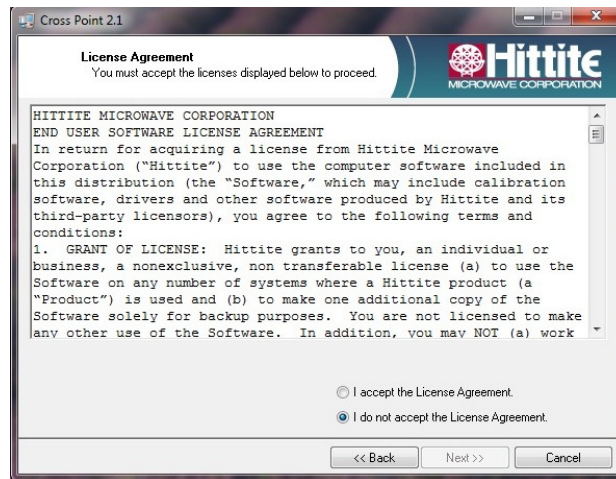 Cross Point 2.1
License Agreement
You must accept the licenses displayed below to proceed.
Hittite
MICROWAVE CORPORATION
HITTITE MICROWAVE CORPORATION
END USER SOFTWARE LICENSE AGREEMENT
In return for acquiring a license from Hittite Microwave
Corporation (“Hittite”) to use the computer software included in
this distribution (the “Software,” which may include calibration
software, drivers and other software produced by Hittite and its
third-party licensors), you agree to the following terms and
conditions:
1.  GRANT OF LICENSE:  Hittite grants to you, an individual or
business, a nonexclusive, non transferable license (a) to use the
Software on any number of systems where a Hittite product (a
“Product”) is used and (b) to make one additional copy of the
Software solely for backup purposes.  You are not licensed to make
any other use of the Software.  In addition, you may NOT (a) work
I accept the License Agreement.
I do not accept the License Agreement.
<< Back
Next >>
Cancel